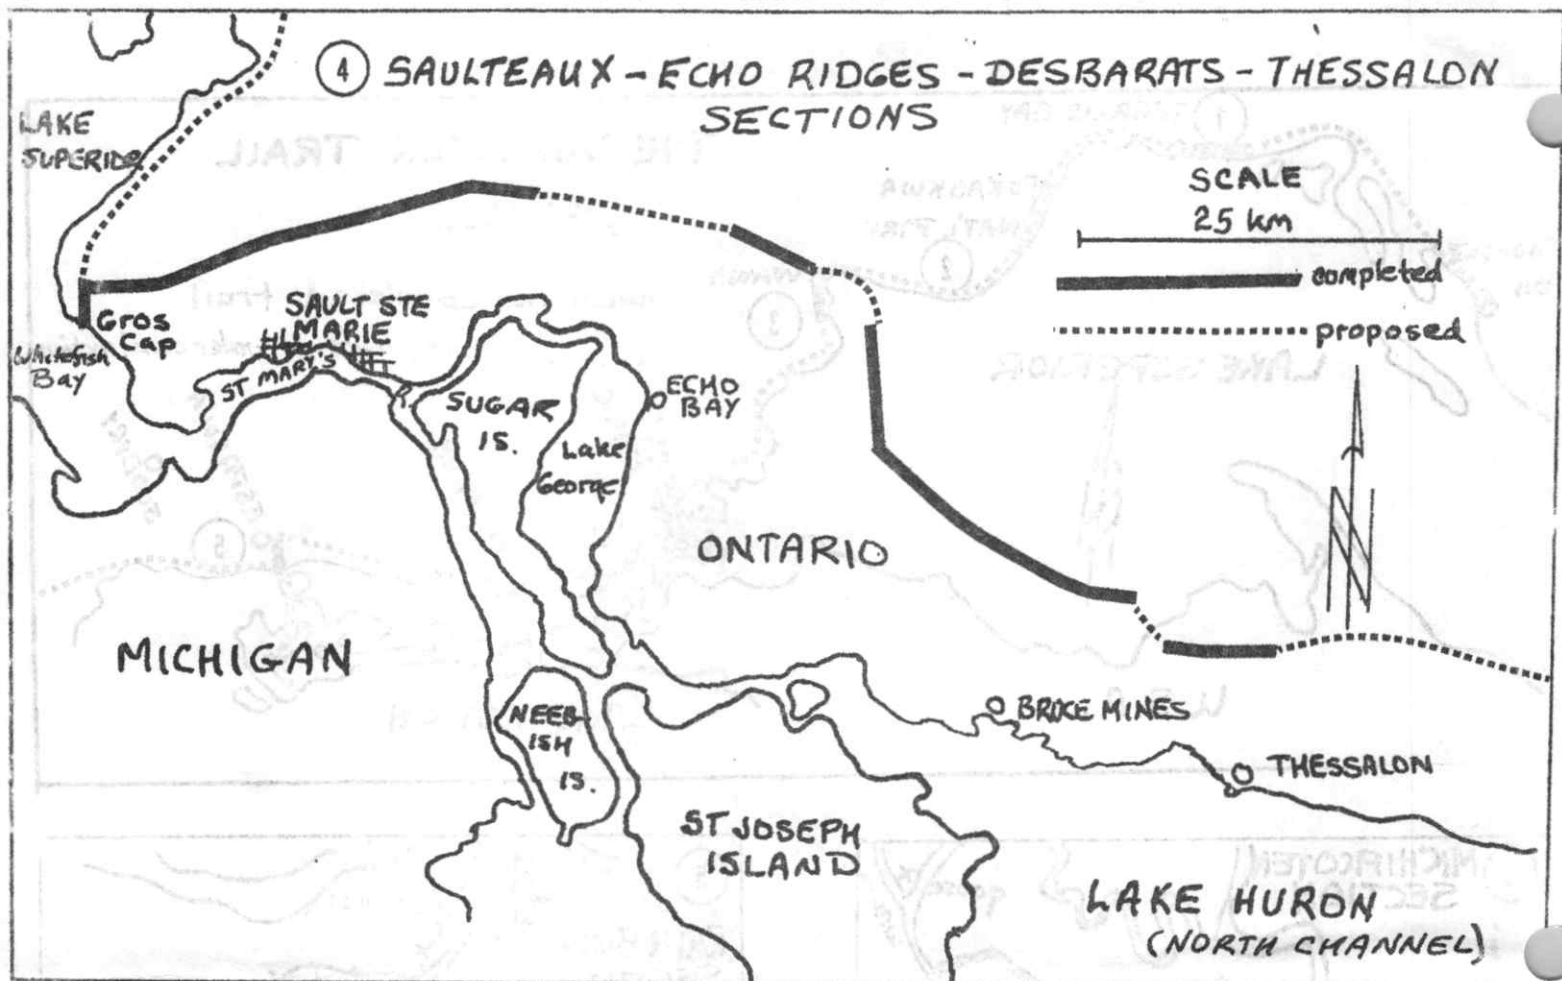 4 SAULTEAUX - ECHO RIDGES - DESBARATS - THESSALON
SECTIONS
LAKE
SUPERIOR
SCALE
25 km
completed
proposed
Gros
Cap
SAULT STE
MARIE
Whitefish
Bay
ST MARY'S
R.
SUGAR
IS.
ECHO
BAY
Lake
George
ONTARIO
N
MICHIGAN
NEEB-
ISH
IS.
BRUCE MINES
THESSALON
ST JOSEPH
ISLAND
LAKE HURON
(NORTH CHANNEL)